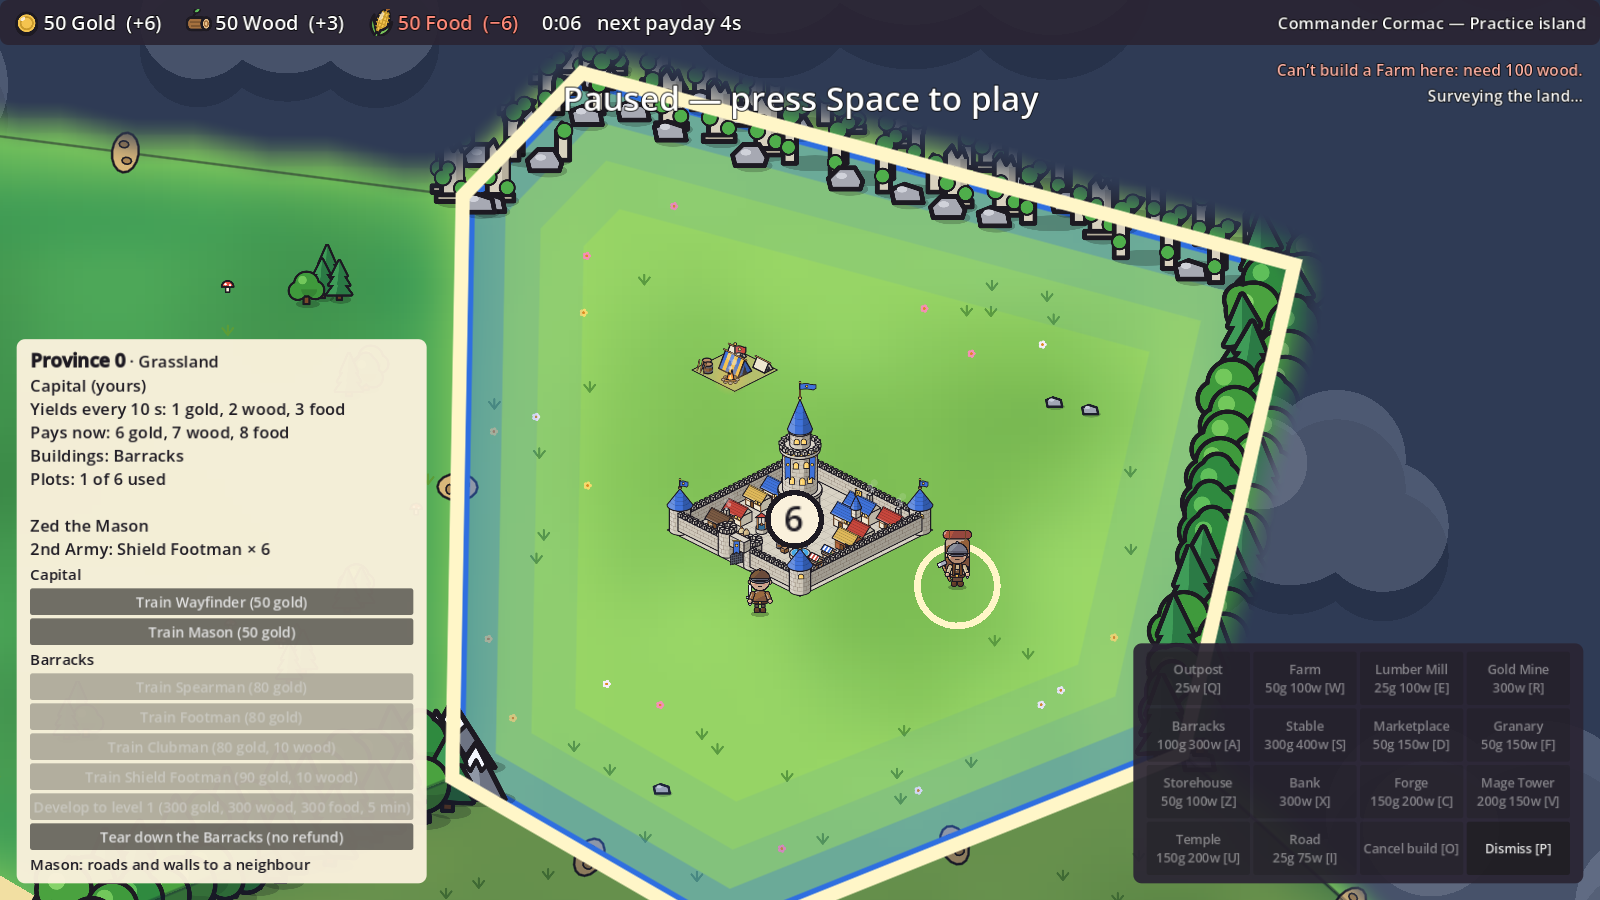 50 Gold (+6) 50 Wood (+3) 50 Food (−6) 0:06 next payday 4s
Commander Cormac — Practice island
Can't build a Farm here: need 100 wood.
Surveying the land...
Paused — press Space to play
6
Province 0 · Grassland
Capital (yours)
Yields every 10 s: 1 gold, 2 wood, 3 food
Pays now: 6 gold, 7 wood, 8 food
Buildings: Barracks
Plots: 1 of 6 used
Zed the Mason
2nd Army: Shield Footman × 6
Capital
Train Wayfinder (50 gold)
Train Mason (50 gold)
Barracks
Train Spearman (80 gold)
Train Footman (80 gold)
Train Clubman (80 gold, 10 wood)
Train Shield Footman (90 gold, 10 wood)
Develop to level 1 (300 gold, 300 wood, 300 food, 5 min)
Tear down the Barracks (no refund)
Mason: roads and walls to a neighbour
Outpost
25w [Q]
Farm
50g 100w [W]
Lumber Mill
25g 100w [E]
Gold Mine
300w [R]
Barracks
100g 300w [A]
Stable
300g 400w [S]
Marketplace
50g 150w [D]
Granary
50g 150w [F]
Storehouse
50g 100w [Z]
Bank
300w [X]
Forge
150g 200w [C]
Mage Tower
200g 150w [V]
Temple
150g 200w [U]
Road
25g 75w [I]
Cancel build [O]
Dismiss [P]